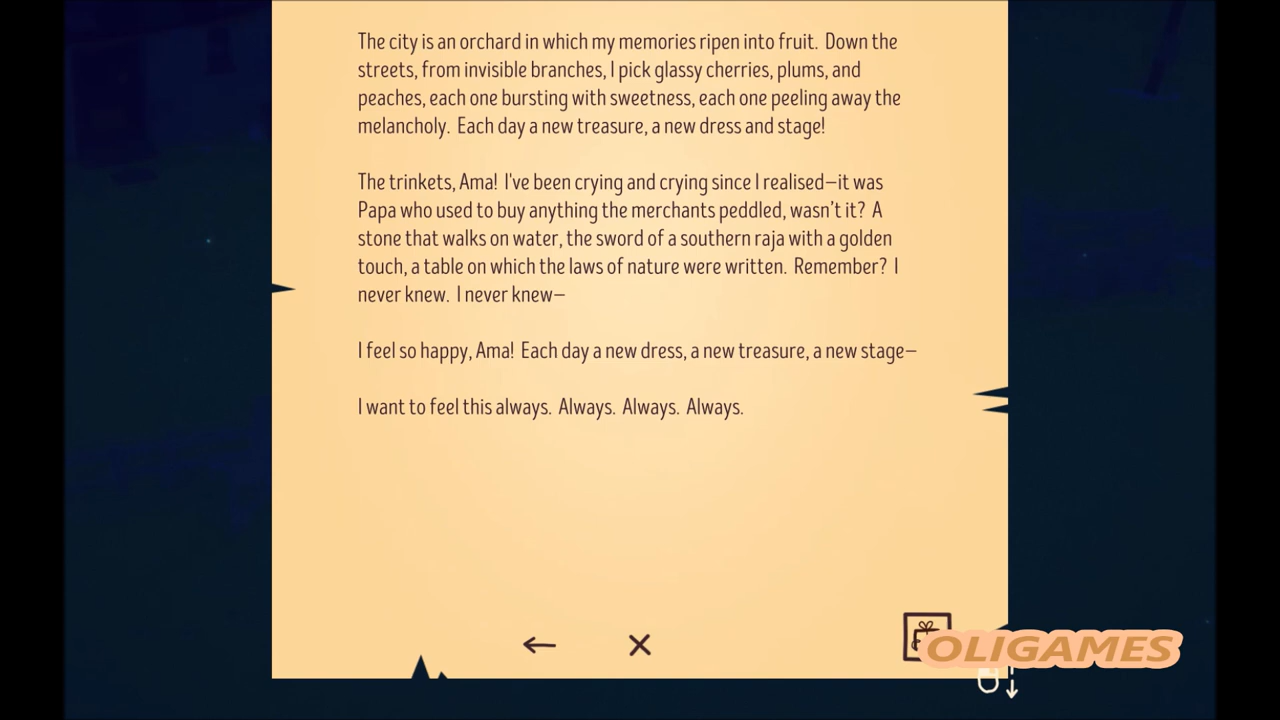 The city is an orchard in which my memories ripen into fruit. Down the
streets, from invisible branches, I pick glassy cherries, plums, and
peaches, each one bursting with sweetness, each one peeling away the
melancholy. Each day a new treasure, a new dress and stage!
The trinkets, Ama! I've been crying and crying since I realised—it was
Papa who used to buy anything the merchants peddled, wasn’t it? A
stone that walks on water, the sword of a southern raja with a golden
touch, a table on which the laws of nature were written. Remember? I
never knew. I never knew—
I feel so happy, Ama! Each day a new dress, a new treasure, a new stage—
I want to feel this always. Always. Always. Always.
OLIGAMES